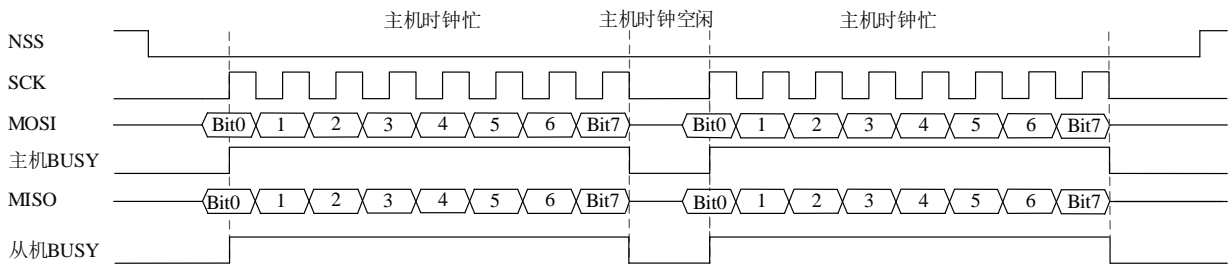 主机时钟忙 主机时钟空闲 主机时钟忙
NSS
SCK
MOSI Bit0 1 2 3 4 5 6 Bit7 Bit0 1 2 3 4 5 6 Bit7
主机BUSY
MISO Bit0 1 2 3 4 5 6 Bit7 Bit0 1 2 3 4 5 6 Bit7
从机BUSY